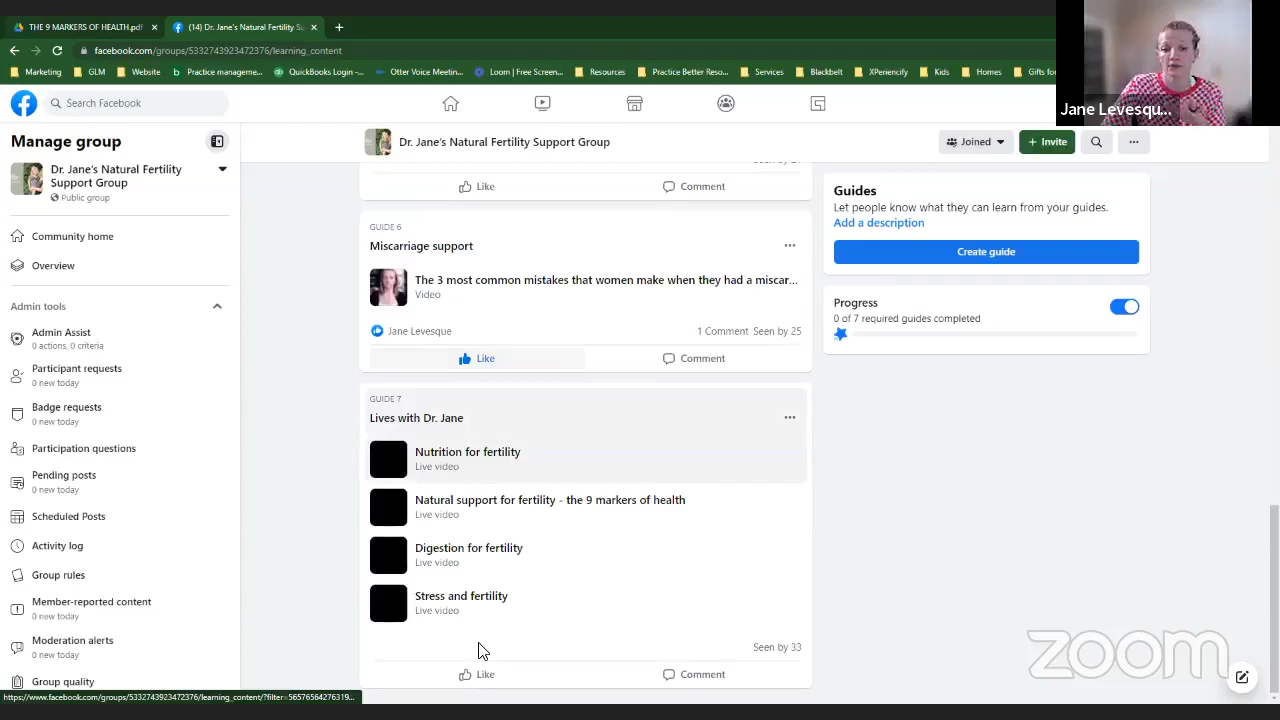 THE 9 MARKERS OF HEALTH.pdf
(14) Dr. Jane's Natural Fertility Su
facebook.com/groups/5332743923472376/learning_content
Marketing
GLM
Website
Practice manageme...
QuickBooks Login -...
Otter Voice Meetin...
Loom | Free Screen...
Resources
Practice Better Reso...
Services
Blackbelt
XPeriencify
Kids
Homes
Gifts for
Jane Levesqu...
Search Facebook
Manage group
Dr. Jane's Natural Fertility
Support Group
Public group
Community home
Overview
Admin tools
Admin Assist
0 actions, 0 criteria
Participant requests
0 new today
Badge requests
0 new today
Participation questions
Pending posts
0 new today
Scheduled Posts
Activity log
Group rules
Member-reported content
0 new today
Moderation alerts
0 new today
Group quality
https://www.facebook.com/groups/5332743923472376/learning_content/?filter=56576564276319...
Dr. Jane's Natural Fertility Support Group
Joined
+ Invite
Like
Comment
GUIDE 6
Miscarriage support
The 3 most common mistakes that women make when they had a miscar...
Video
Jane Levesque
1 Comment Seen by 25
Like
Comment
GUIDE 7
Lives with Dr. Jane
Nutrition for fertility
Live video
Natural support for fertility - the 9 markers of health
Live video
Digestion for fertility
Live video
Stress and fertility
Live video
Seen by 33
Like
Comment
Guides
Let people know what they can learn from your guides.
Add a description
Create guide
Progress
0 of 7 required guides completed
zoom